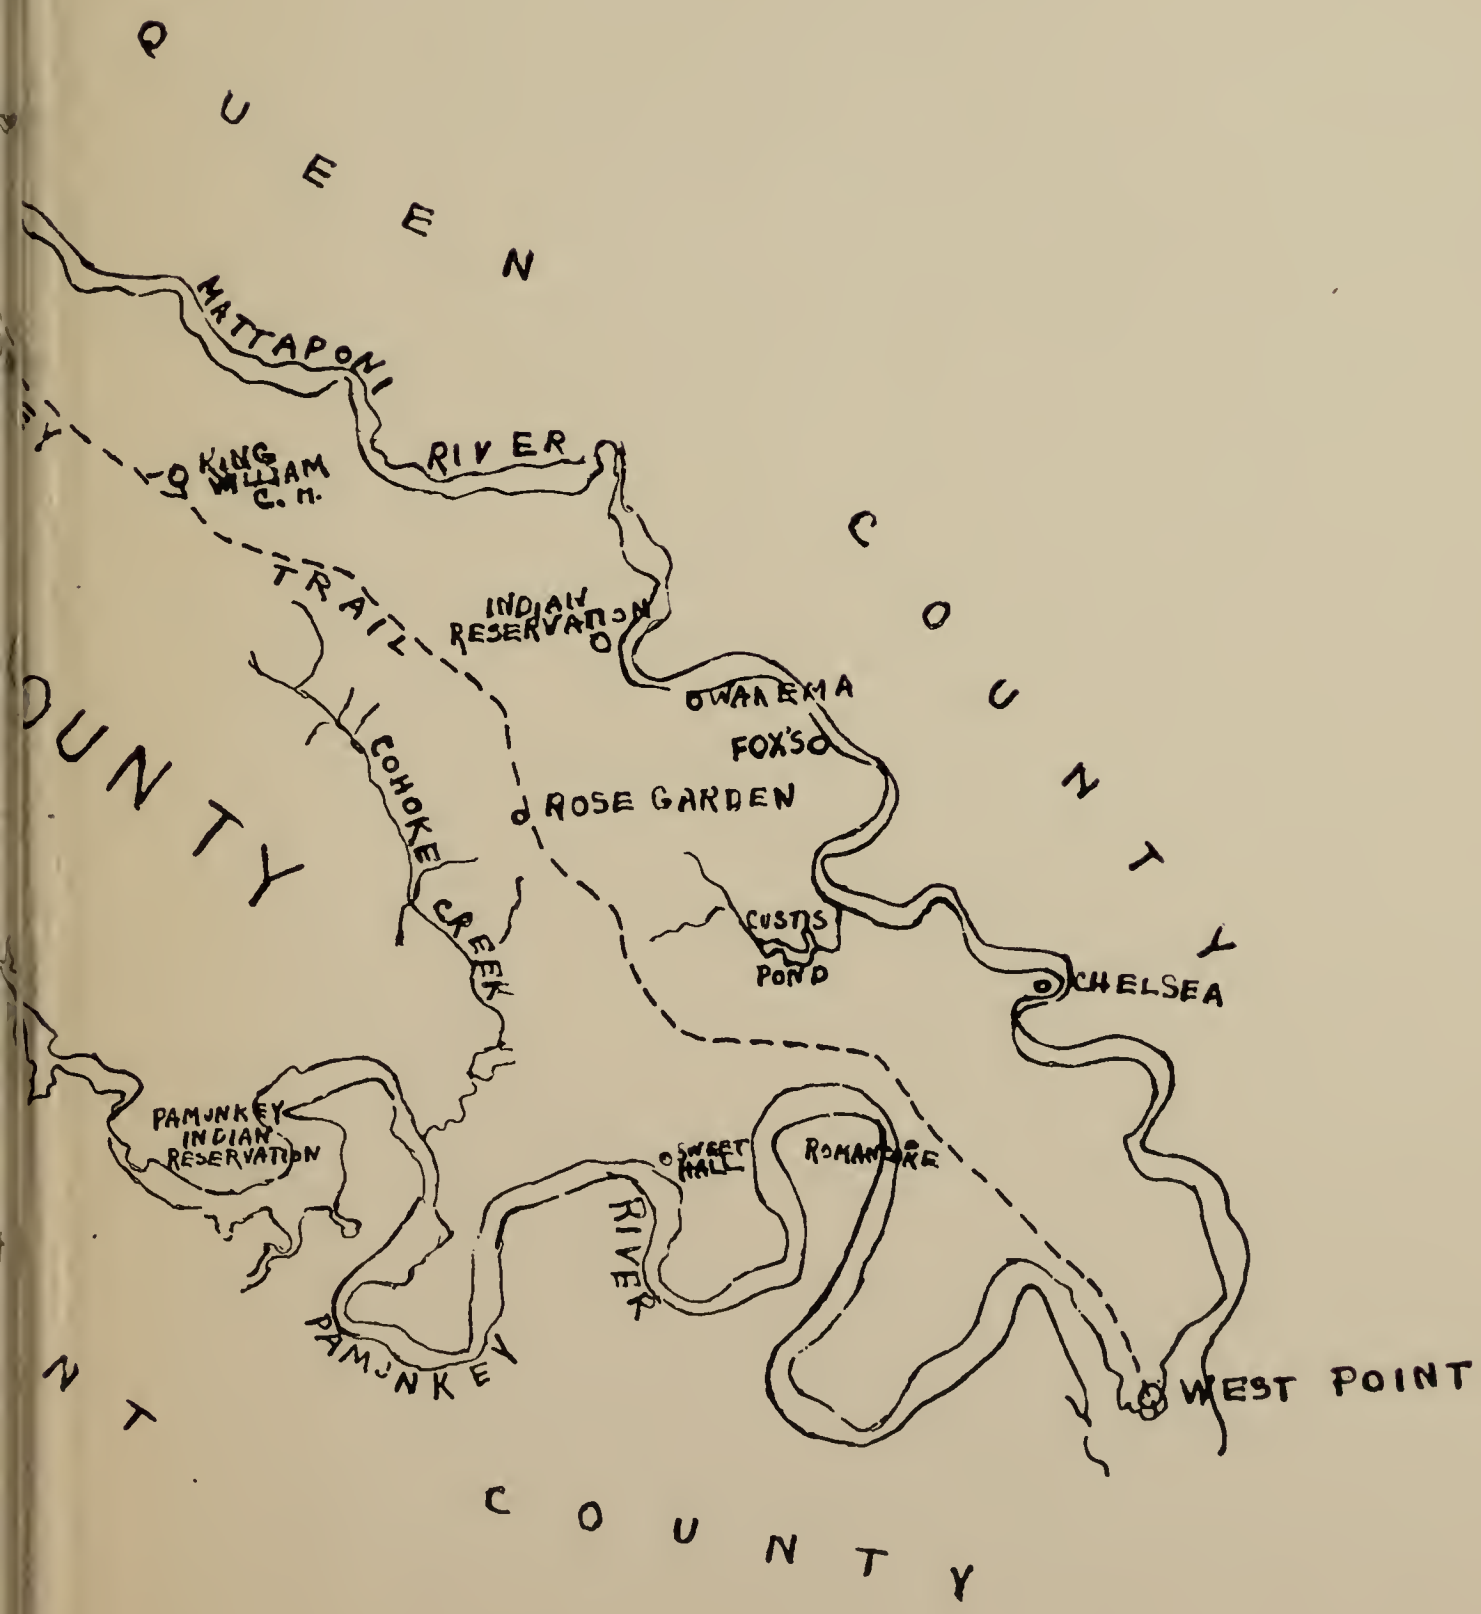 QUEEN
COUNTY
MATTAPONI
RIVER
KING
WILLIAM
C. H.
TRAIL
INDIAN
RESERVATION
WAKEMA
FOX'S
OUNTY
COHOKE
CREEK
ROSE GARDEN
CUSTIS
POND
CHELSEA
PAMUNKEY
INDIAN
RESERVATION
SWEET
HALL
ROMANCOKE
PAMUNKEY
RIVER
WEST POINT
NT
COUNTY